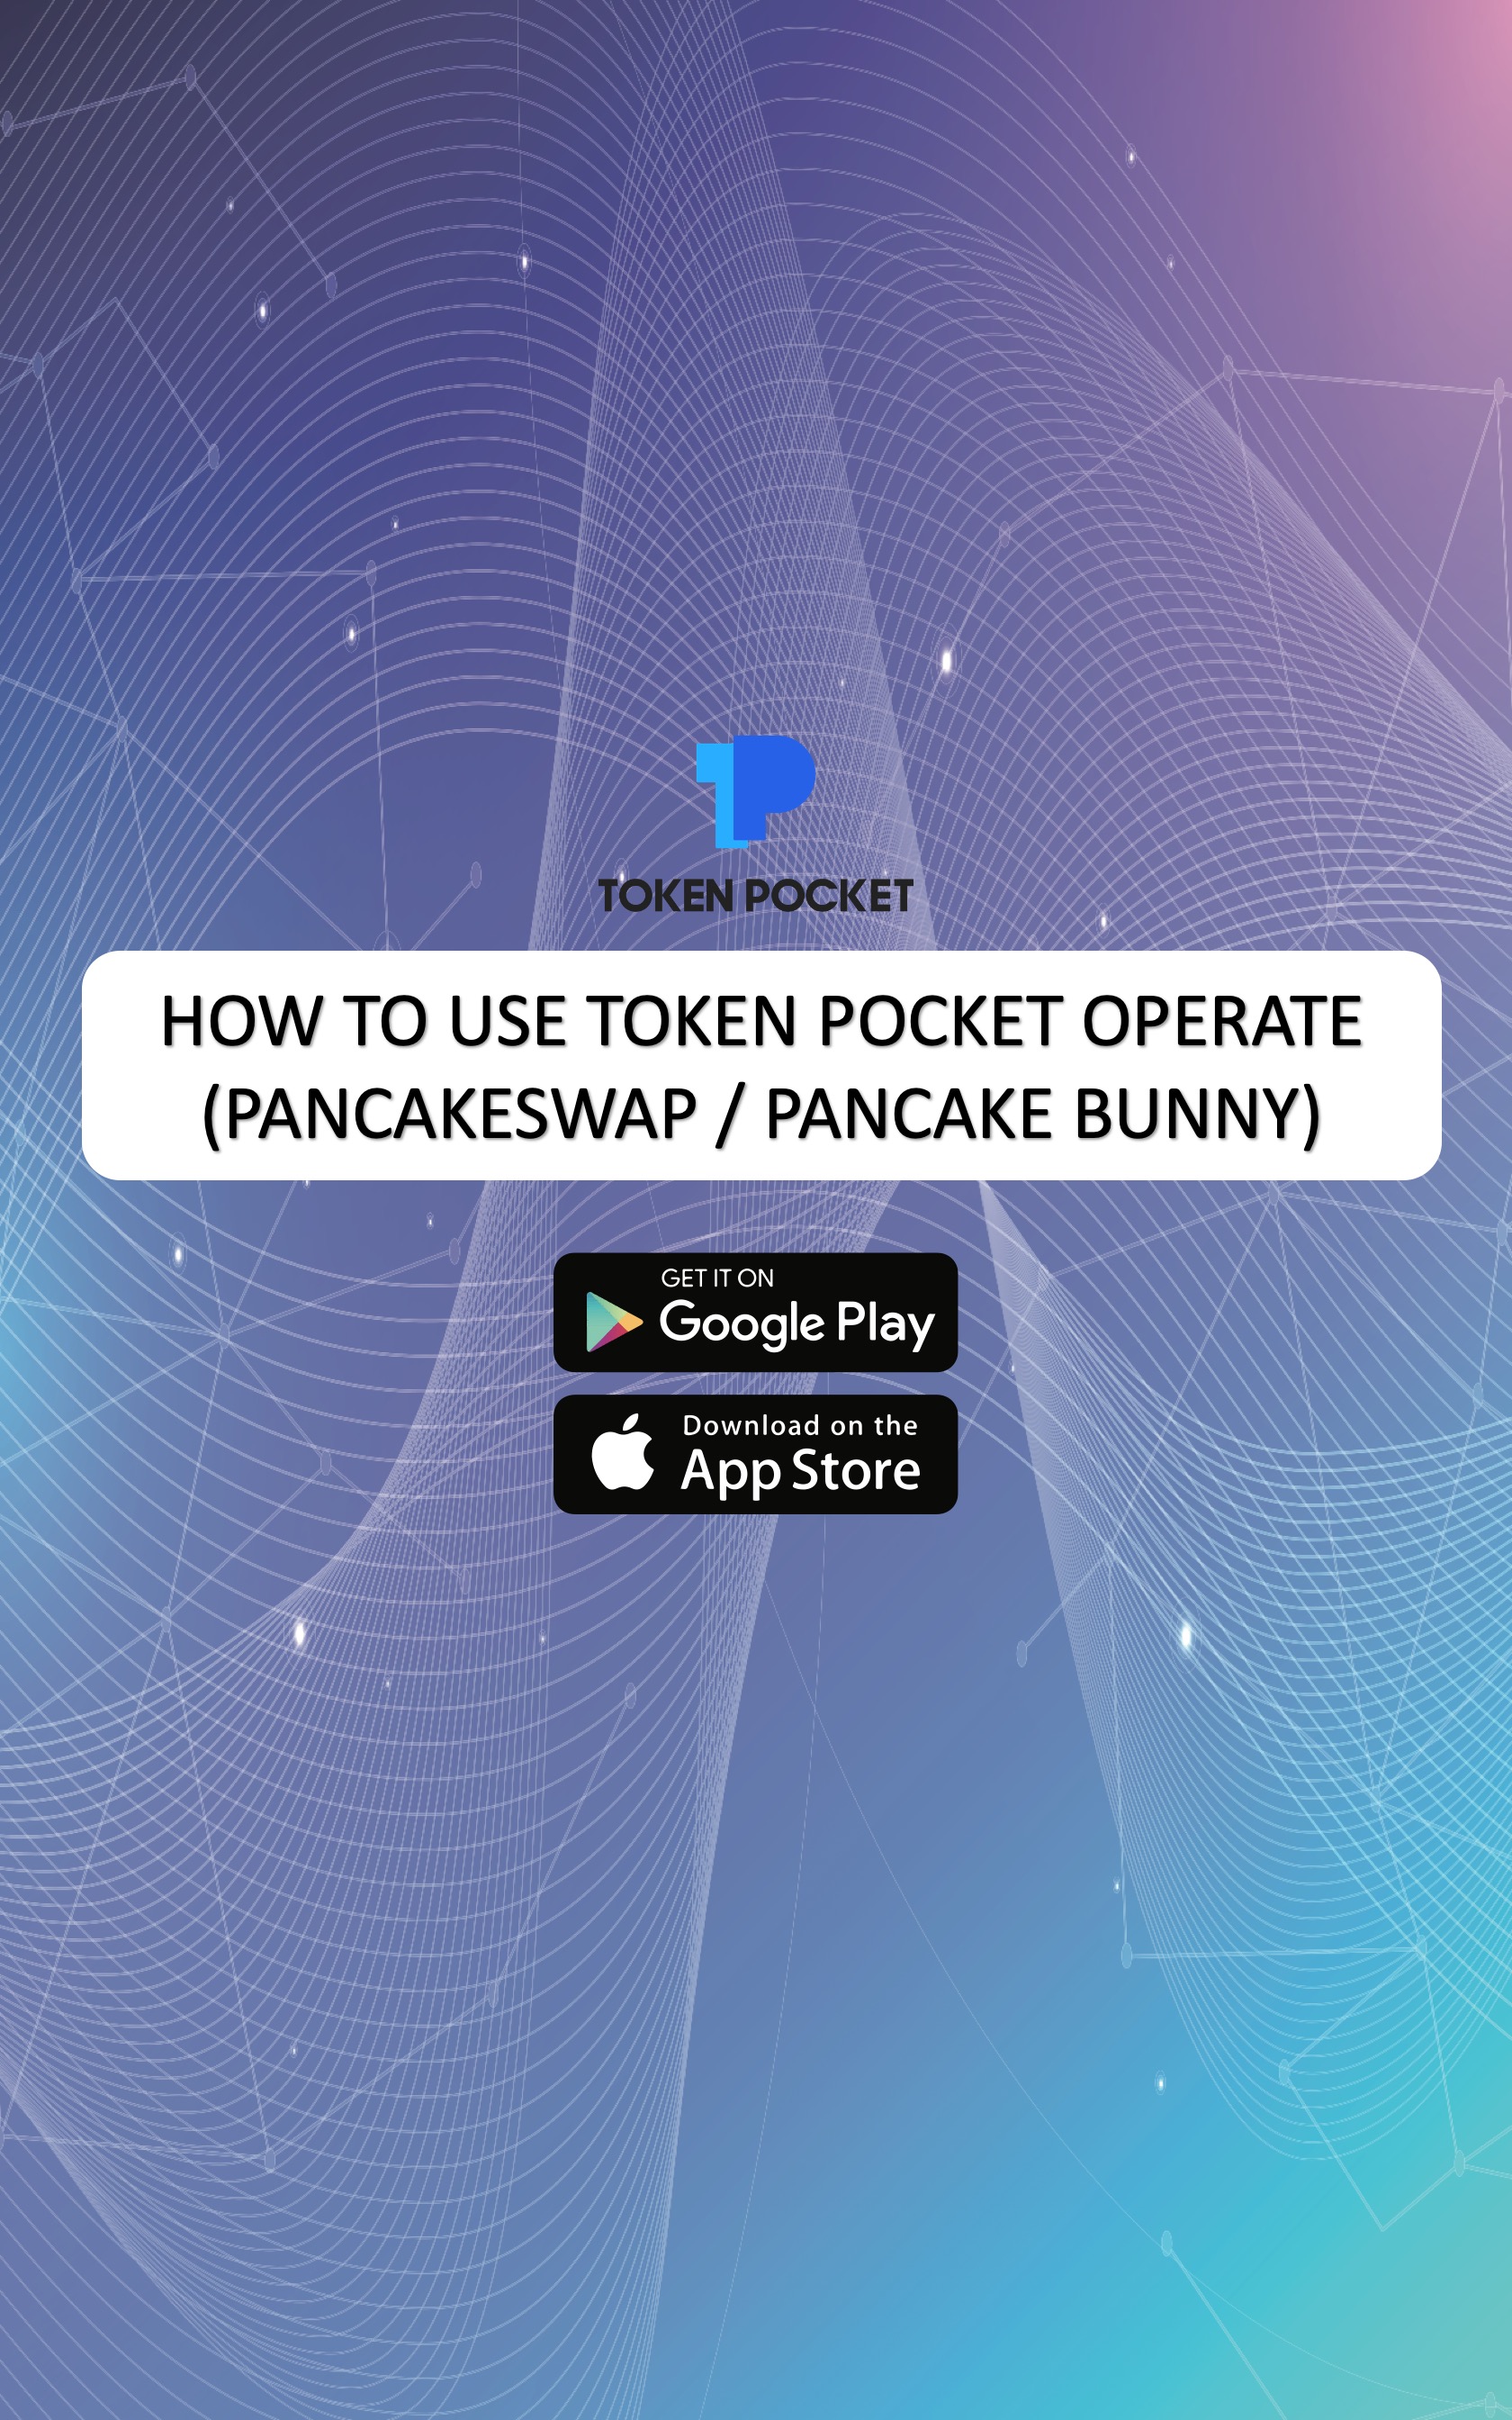 TOKEN POCKET
HOW TO USE TOKEN POCKET OPERATE
(PANCAKESWAP / PANCAKE BUNNY)
GET IT ON
Google Play
Download on the
App Store